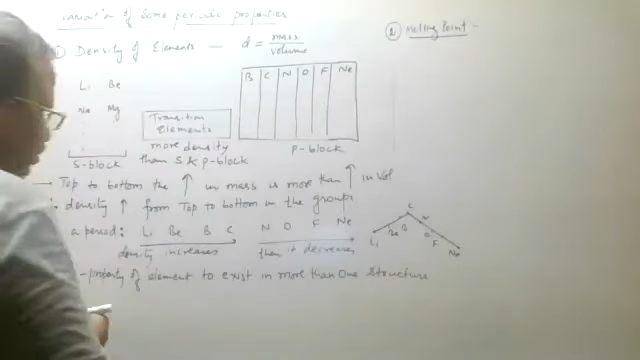 variation of some periodic properties
① Density of Elements — d = mass / volume
Li Be
Na Mg
S-block
Transition
Elements
more density
than S & p-block
B C N O F Ne
P-block
→ Top to bottom the ↑ in mass is more than ↑ in vol
∴ density ↑ from Top to bottom in the groups
a period: Li Be B C N O F Ne
density increases then it decreases
Li Be B C N O F Ne
-property of element to exist in more than one structure
② Melting Point -